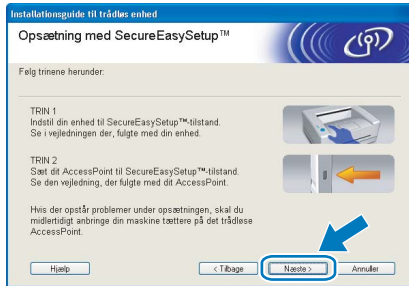 Installationsguide til trådløs enhed
Opsætning med SecureEasySetup™
Følg trinene herunder:
TRIN 1
Indstil din enhed til SecureEasySetup™-tilstand.
Se i vejledningen der, fulgte med din enhed.
TRIN 2
Sæt dit AccessPoint til SecureEasySetup™-tilstand.
Se den vejledning, der fulgte med dit AccessPoint.
Hvis der opstår problemer under opsætningen, skal du
midlertidigt anbringe din maskine tættere på det trådløse
AccessPoint.
Hjælp
< Tilbage
Næste >
Annuller